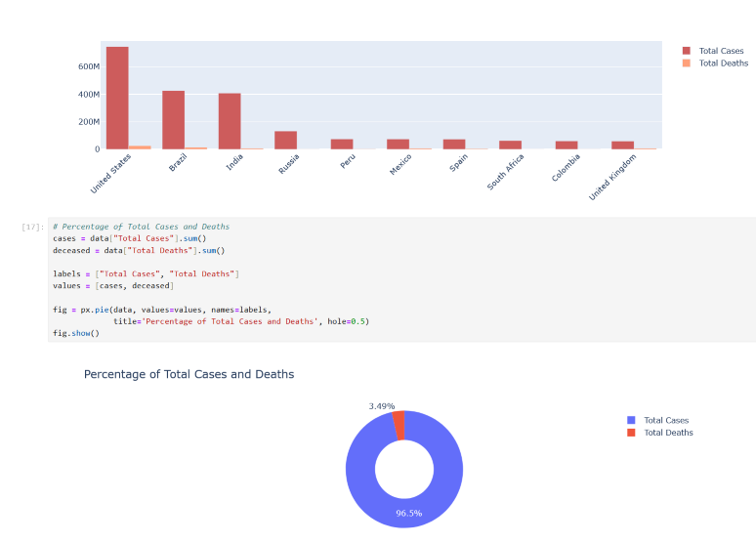 Total Cases
Total Deaths
600M
400M
200M
0
United States
Brazil
India
Russia
Peru
Mexico
Spain
South Africa
Colombia
United Kingdom
[17]: # Percentage of Total Cases and Deaths
cases = data["Total Cases"].sum()
deceased = data["Total Deaths"].sum()
labels = ["Total Cases", "Total Deaths"]
values = [cases, deceased]
fig = px.pie(data, values=values, names=labels,
title='Percentage of Total Cases and Deaths', hole=0.5)
fig.show()
Percentage of Total Cases and Deaths
3.49%
96.5%
Total Cases
Total Deaths